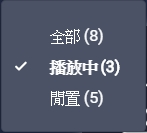 全部 (8)
播放中 (3)
閒置 (5)